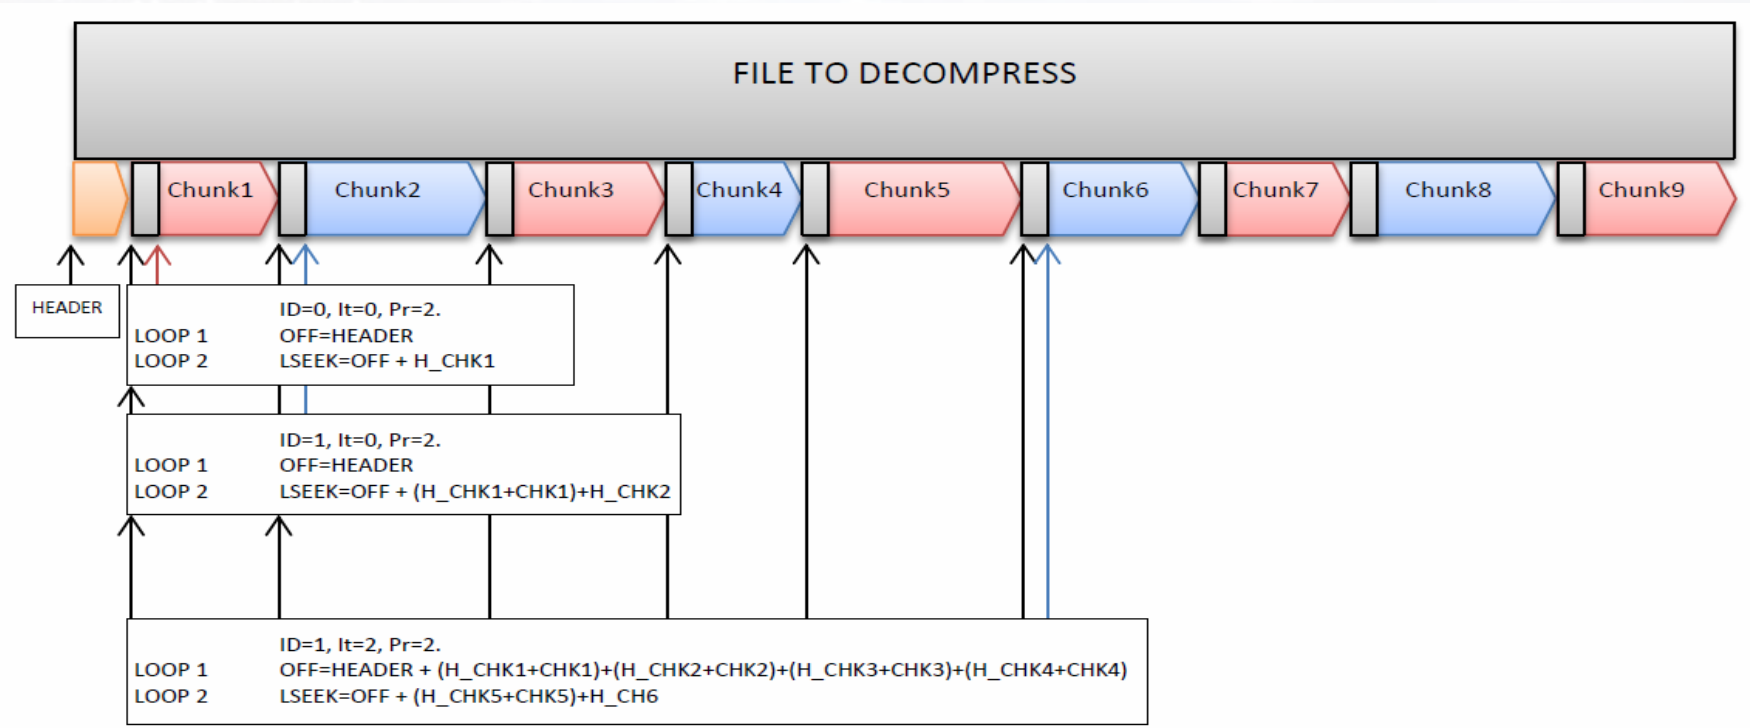 FILE TO DECOMPRESS
Chunk1 Chunk2 Chunk3 Chunk4 Chunk5 Chunk6 Chunk7 Chunk8 Chunk9
HEADER
ID=0, It=0, Pr=2.
LOOP 1 OFF=HEADER
LOOP 2 LSEEK=OFF + H_CHK1
ID=1, It=0, Pr=2.
LOOP 1 OFF=HEADER
LOOP 2 LSEEK=OFF + (H_CHK1+CHK1)+H_CHK2
ID=1, It=2, Pr=2.
LOOP 1 OFF=HEADER + (H_CHK1+CHK1)+(H_CHK2+CHK2)+(H_CHK3+CHK3)+(H_CHK4+CHK4)
LOOP 2 LSEEK=OFF + (H_CHK5+CHK5)+H_CH6